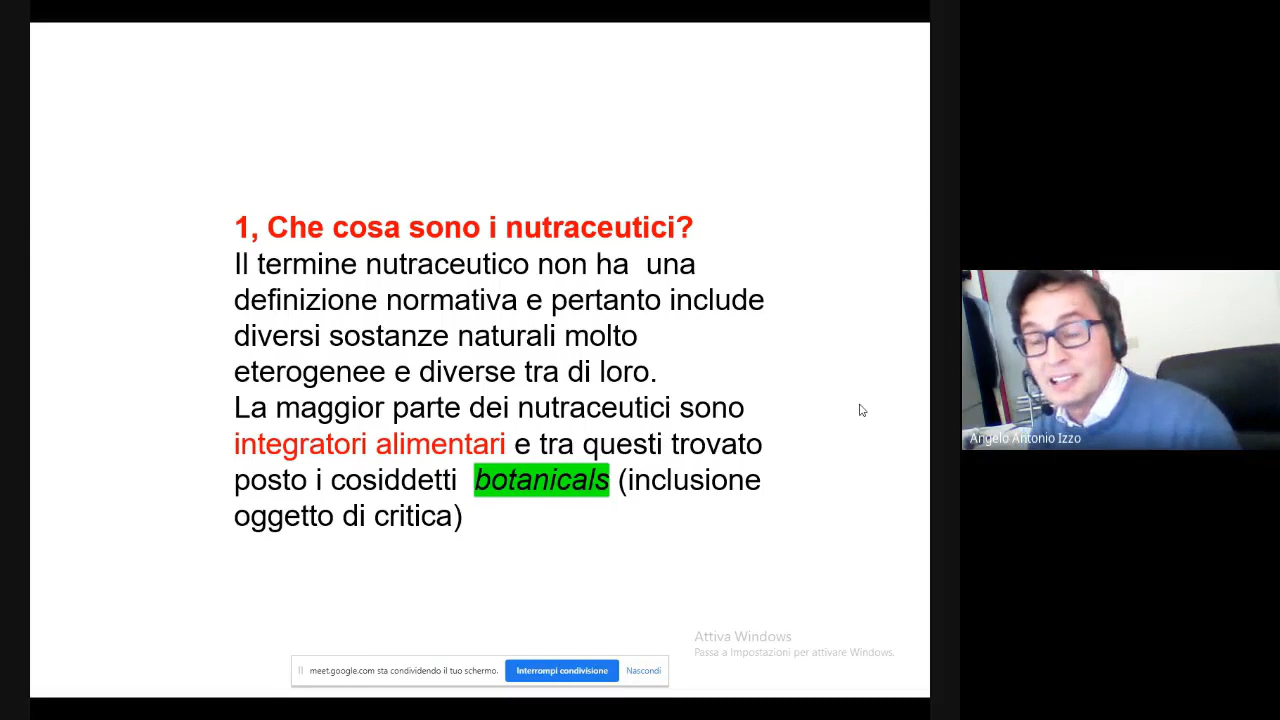 1, Che cosa sono i nutraceutici?
Il termine nutraceutico non ha una
definizione normativa e pertanto include
diversi sostanze naturali molto
eterogenee e diverse tra di loro.
La maggior parte dei nutraceutici sono
integratori alimentari e tra questi trovato
posto i cosiddetti botanicals (inclusione
oggetto di critica)
Angelo Antonio Izzo
Attiva Windows
Passa a Impostazioni per attivare Windows.
meet.google.com sta condividendo il tuo schermo. Interrompi condivisione Nascondi